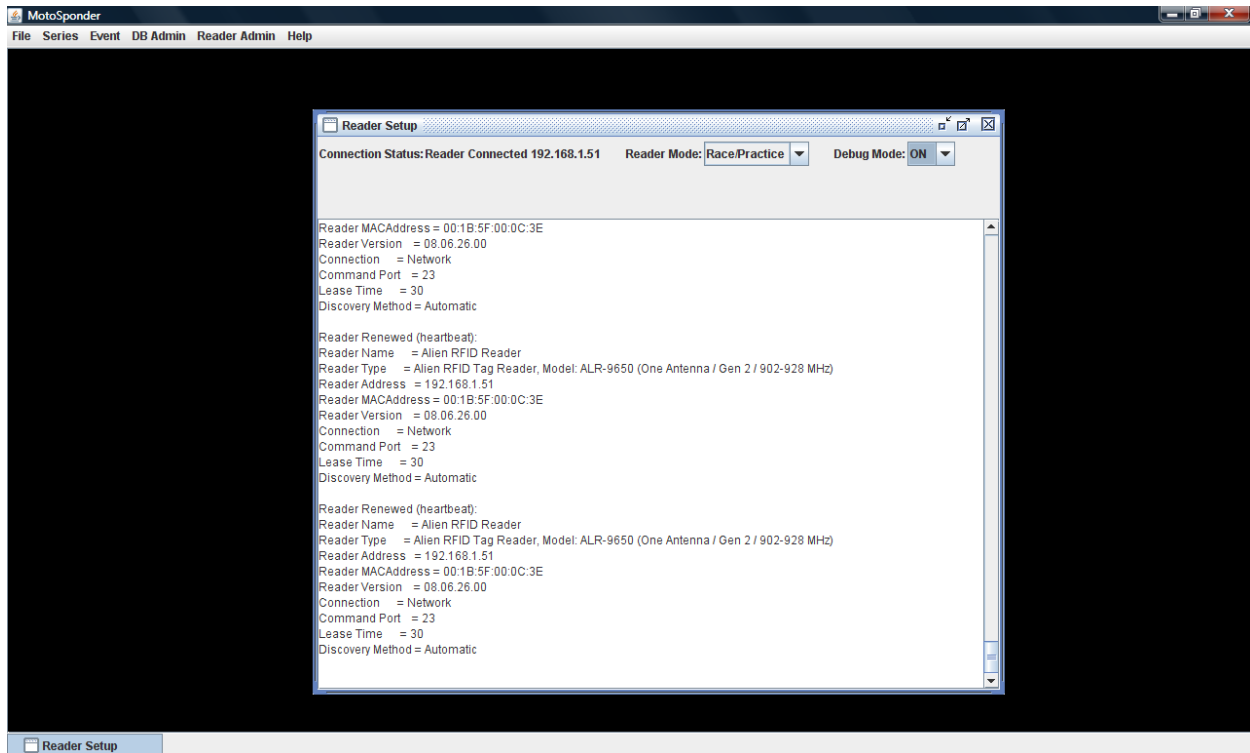 MotoSponder
File Series Event DB Admin Reader Admin Help
Reader Setup
Connection Status:Reader Connected 192.168.1.51 Reader Mode: Race/Practice Debug Mode: ON
Reader MACAddress = 00:1B:5F:00:0C:3E
Reader Version = 08.06.26.00
Connection = Network
Command Port = 23
Lease Time = 30
Discovery Method = Automatic
Reader Renewed (heartbeat):
Reader Name = Alien RFID Reader
Reader Type = Alien RFID Tag Reader, Model: ALR-9650 (One Antenna / Gen 2 / 902-928 MHz)
Reader Address = 192.168.1.51
Reader MACAddress = 00:1B:5F:00:0C:3E
Reader Version = 08.06.26.00
Connection = Network
Command Port = 23
Lease Time = 30
Discovery Method = Automatic
Reader Renewed (heartbeat):
Reader Name = Alien RFID Reader
Reader Type = Alien RFID Tag Reader, Model: ALR-9650 (One Antenna / Gen 2 / 902-928 MHz)
Reader Address = 192.168.1.51
Reader MACAddress = 00:1B:5F:00:0C:3E
Reader Version = 08.06.26.00
Connection = Network
Command Port = 23
Lease Time = 30
Discovery Method = Automatic
Reader Setup